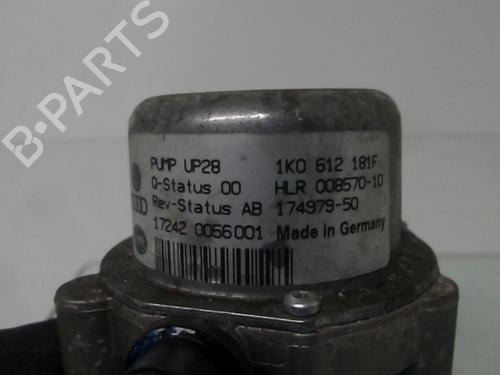 B-PARTS
PUMP UP28 1K0 612 181F
Q-Status 00 HLR 008570-10
Rev-Status AB 174979-50
17242 0056001 Made in Germany